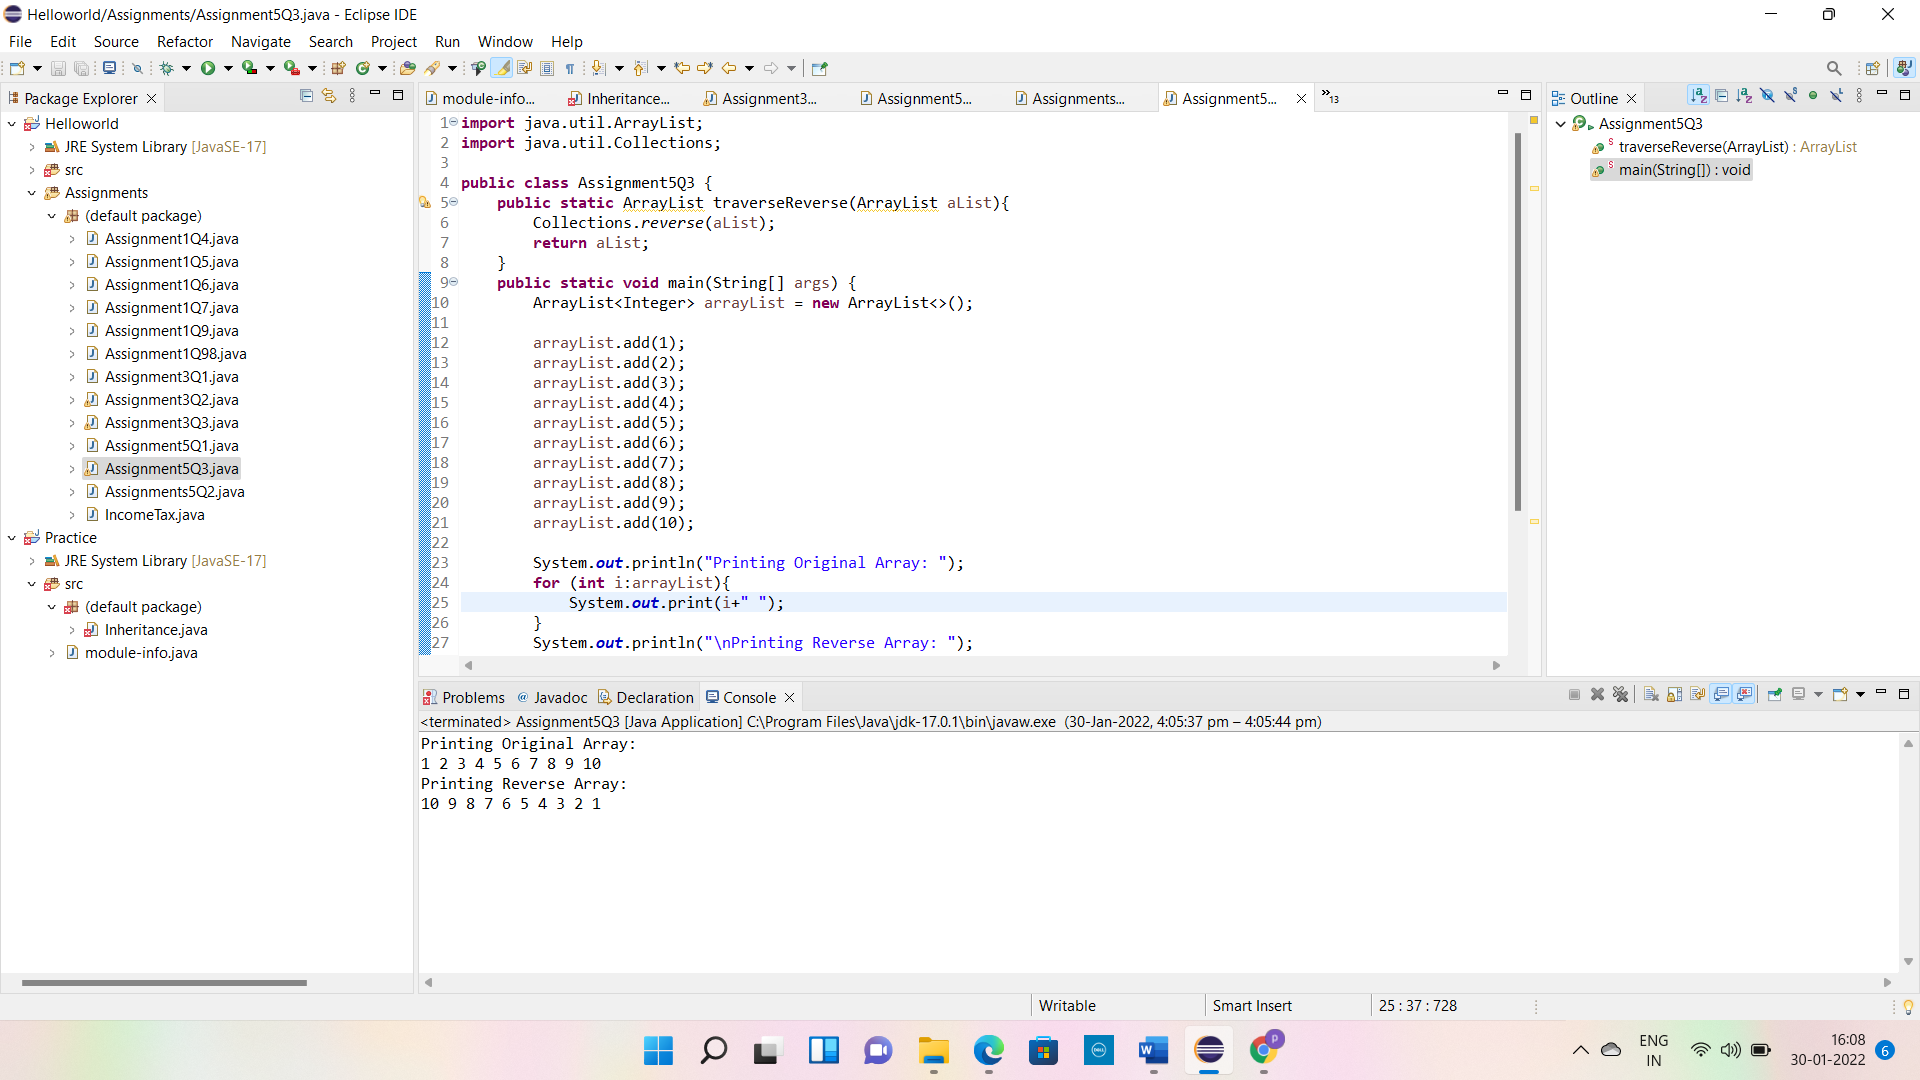 Helloworld/Assignments/Assignment5Q3.java - Eclipse IDE
File Edit Source Refactor Navigate Search Project Run Window Help
Package Explorer
Helloworld
JRE System Library [JavaSE-17]
src
Assignments
(default package)
Assignment1Q4.java
Assignment1Q5.java
Assignment1Q6.java
Assignment1Q7.java
Assignment1Q9.java
Assignment1Q98.java
Assignment3Q1.java
Assignment3Q2.java
Assignment3Q3.java
Assignment5Q1.java
Assignment5Q3.java
Assignments5Q2.java
IncomeTax.java
Practice
JRE System Library [JavaSE-17]
src
(default package)
Inheritance.java
module-info.java
module-info... Inheritance... Assignment3... Assignment5... Assignments... Assignment5... »13
1 import java.util.ArrayList;
2 import java.util.Collections;
3
4 public class Assignment5Q3 {
5     public static ArrayList traverseReverse(ArrayList aList){
6         Collections.reverse(aList);
7         return aList;
8     }
9     public static void main(String[] args) {
10         ArrayList<Integer> arrayList = new ArrayList<>();
11
12         arrayList.add(1);
13         arrayList.add(2);
14         arrayList.add(3);
15         arrayList.add(4);
16         arrayList.add(5);
17         arrayList.add(6);
18         arrayList.add(7);
19         arrayList.add(8);
20         arrayList.add(9);
21         arrayList.add(10);
22
23         System.out.println("Printing Original Array: ");
24         for (int i:arrayList){
25             System.out.print(i+" ");
26         }
27         System.out.println("\nPrinting Reverse Array: ");
Outline
Assignment5Q3
traverseReverse(ArrayList) : ArrayList
main(String[]) : void
Problems @ Javadoc Declaration Console
<terminated> Assignment5Q3 [Java Application] C:\Program Files\Java\jdk-17.0.1\bin\javaw.exe (30-Jan-2022, 4:05:37 pm – 4:05:44 pm)
Printing Original Array:
1 2 3 4 5 6 7 8 9 10
Printing Reverse Array:
10 9 8 7 6 5 4 3 2 1
Writable Smart Insert 25 : 37 : 728
DELL
W
P
ENG
IN
16:08
30-01-2022
6